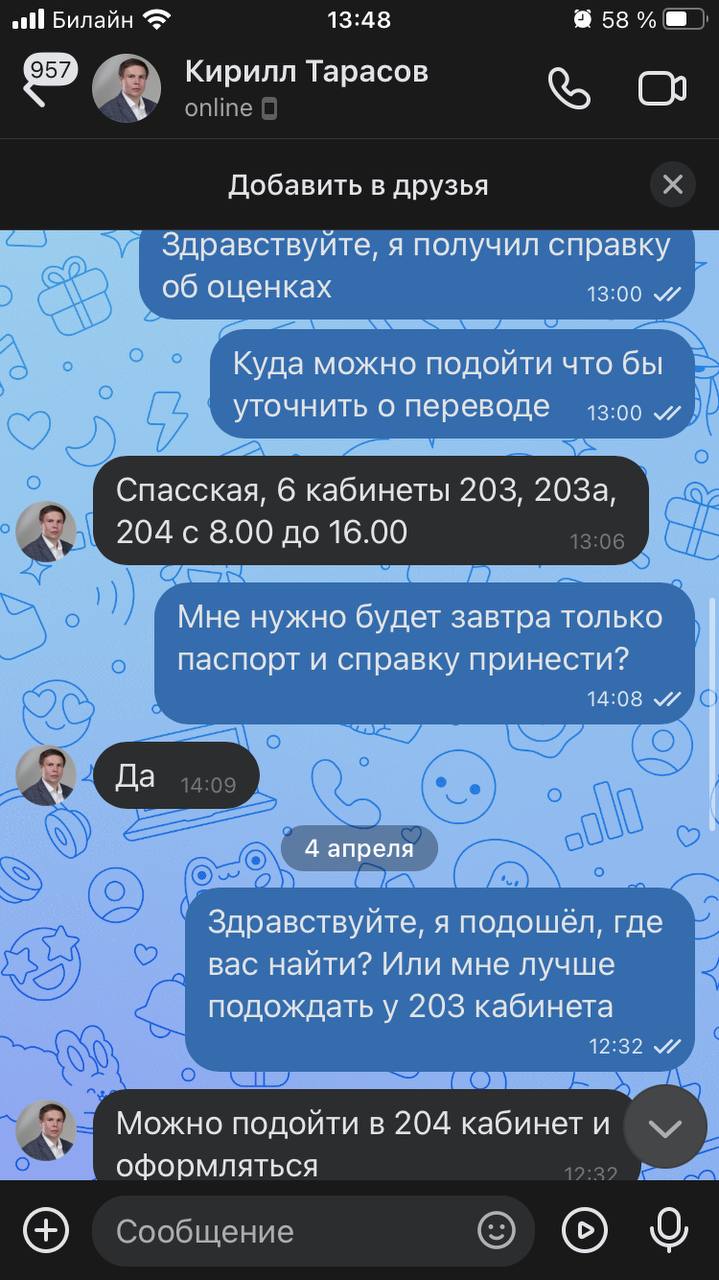 Билайн 13:48 58 %
957 Кирилл Тарасов
online
Добавить в друзья
Здравствуйте, я получил справку
об оценках 13:00
Куда можно подойти что бы
уточнить о переводе 13:00
Спасская, 6 кабинеты 203, 203а,
204 с 8.00 до 16.00 13:06
Мне нужно будет завтра только
паспорт и справку принести?
14:08
Да 14:09
4 апреля
Здравствуйте, я подошёл, где
вас найти? Или мне лучше
подождать у 203 кабинета
12:32
Можно подойти в 204 кабинет и
оформляться 12:32
Сообщение